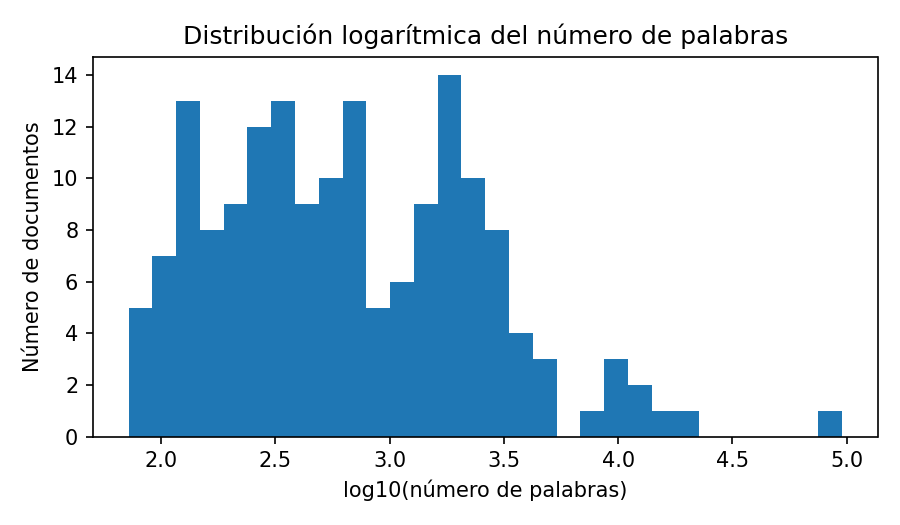 Distribución logarítmica del número de palabras
Número de documentos
14
12
10
8
6
4
2
0
2.0 2.5 3.0 3.5 4.0 4.5 5.0
log10(número de palabras)